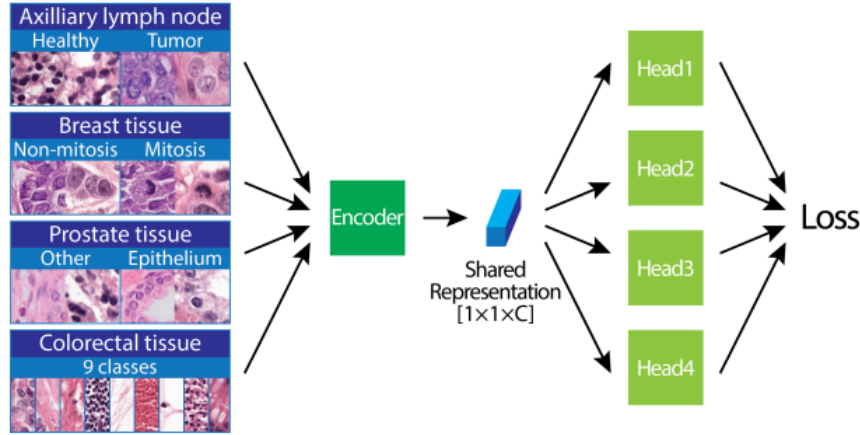 Axilliary lymph node
Healthy Tumor
Breast tissue
Non-mitosis Mitosis
Prostate tissue
Other Epithelium
Colorectal tissue
9 classes
Encoder
Shared
Representation
[1×1×C]
Head1
Head2
Head3
Head4
Loss